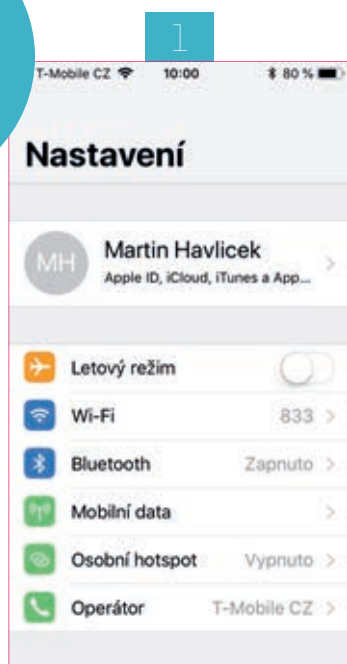 1
T-Mobile CZ 10:00 80 %
Nastavení
MH Martin Havlicek
Apple ID, iCloud, iTunes a App...
Letový režim
Wi-Fi 833
Bluetooth Zapnuto
Mobilní data
Osobní hotspot Vypnuto
Operátor T-Mobile CZ